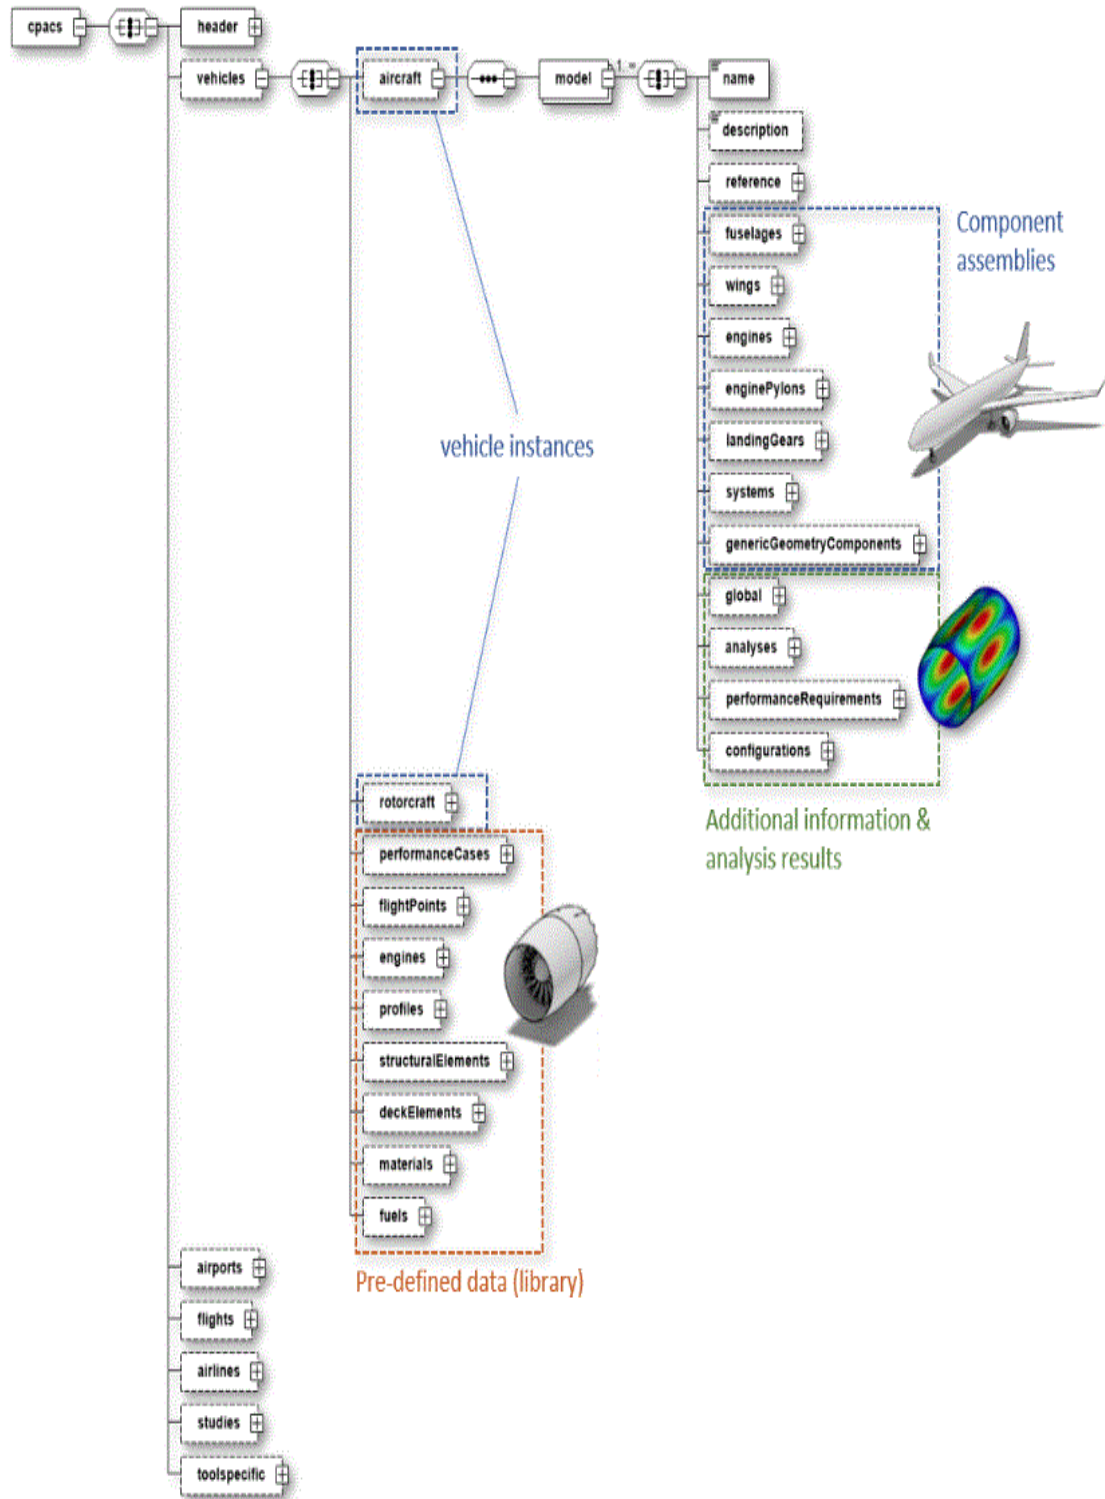 cpacs
header
vehicles
aircraft
model
1..∞
name
description
reference
fuselages
wings
engines
enginePylons
landingGears
systems
genericGeometryComponents
Component
assemblies
vehicle instances
global
analyses
performanceRequirements
configurations
Additional information &
analysis results
rotorcraft
performanceCases
flightPoints
engines
profiles
structuralElements
deckElements
materials
fuels
Pre-defined data (library)
airports
flights
airlines
studies
toolspecific